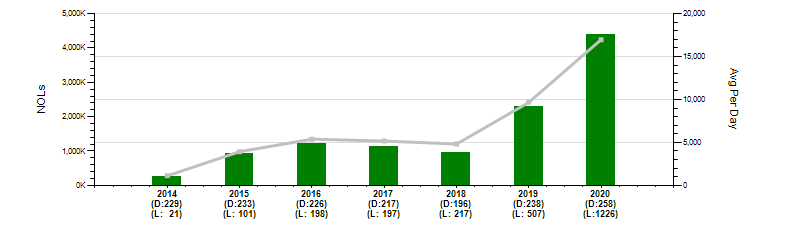 5,000K
4,000K
3,000K
2,000K
1,000K
0K
NOLs
20,000
15,000
10,000
5,000
0
Avg Per Day
2014 2015 2016 2017 2018 2019 2020
(D:229) (D:233) (D:226) (D:217) (D:196) (D:238) (D:258)
(L: 21) (L: 101) (L: 198) (L: 197) (L: 217) (L: 507) (L:1226)